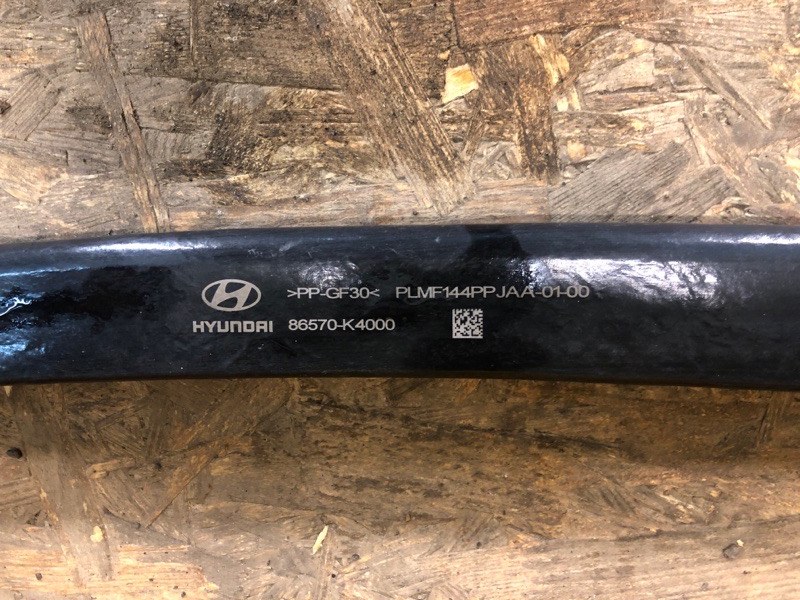 >PP-GF30< PLMF144PPJAA-01-00
HYUNDAI 86570-K4000